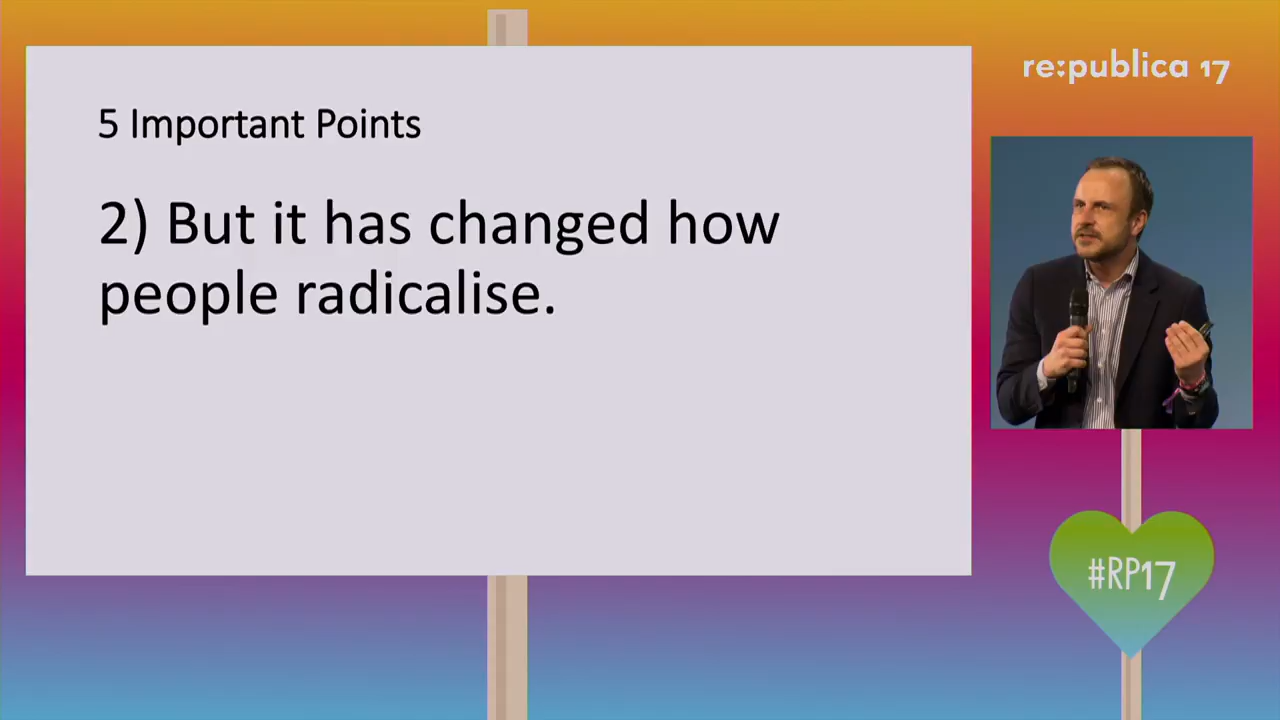 re:publica 17
5 Important Points
2) But it has changed how
people radicalise.
#RP17